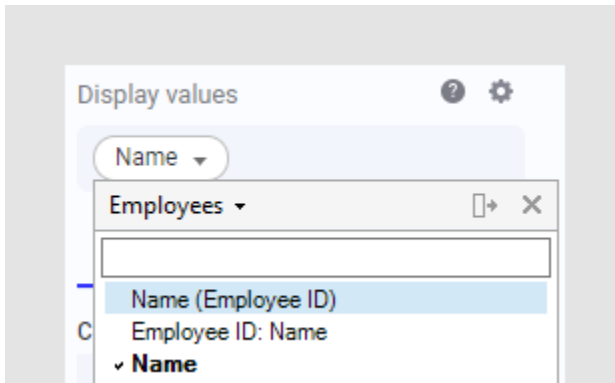 Display values
Name
Employees
Name (Employee ID)
Employee ID: Name
Name